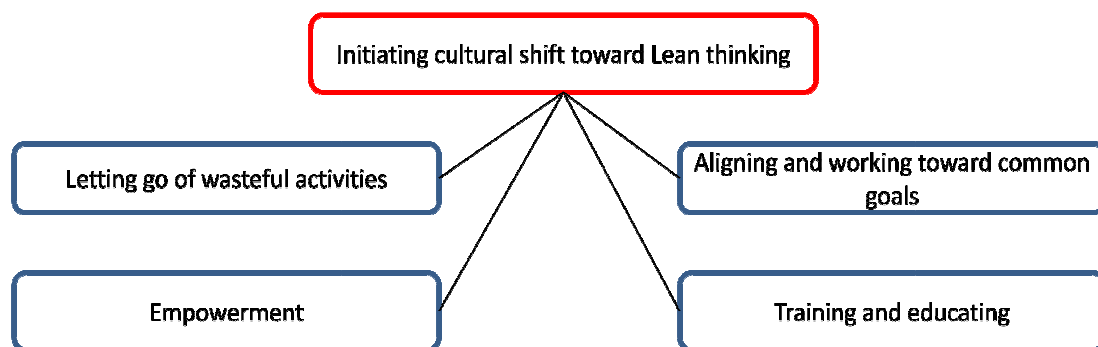 Initiating cultural shift toward Lean thinking
Letting go of wasteful activities
Aligning and working toward common
goals
Empowerment
Training and educating